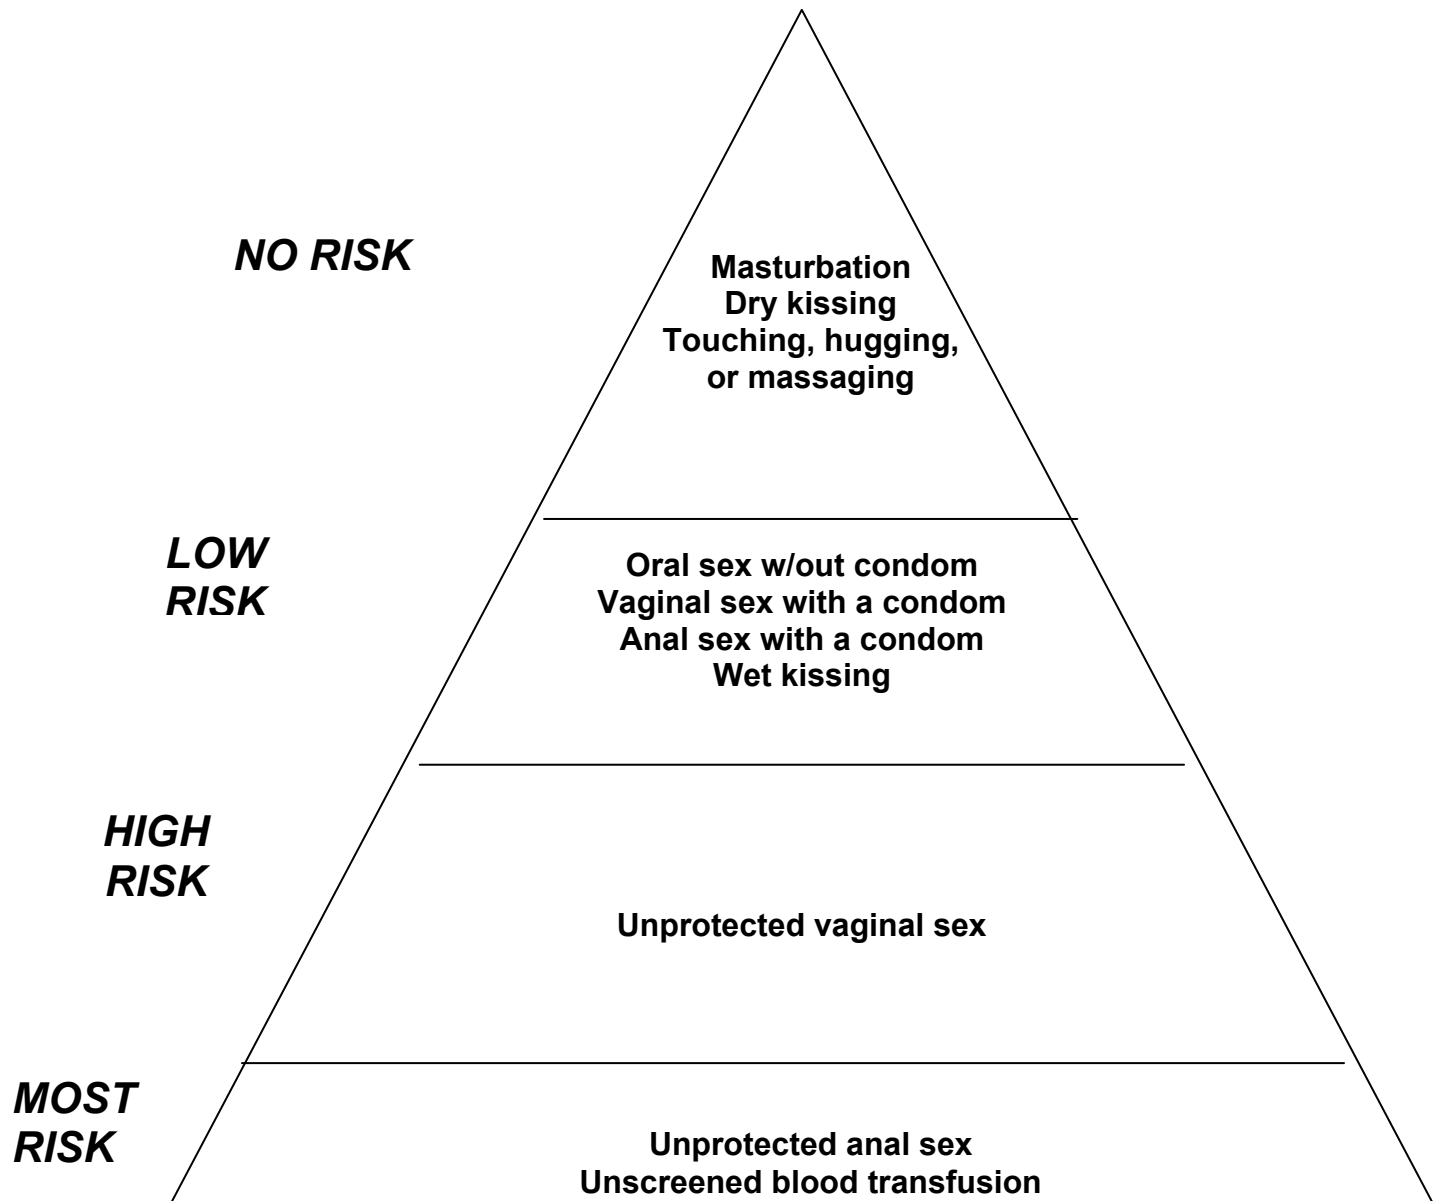 NO RISK
Masturbation
Dry kissing
Touching, hugging,
or massaging
LOW
RISK
Oral sex w/out condom
Vaginal sex with a condom
Anal sex with a condom
Wet kissing
HIGH
RISK
Unprotected vaginal sex
MOST
RISK
Unprotected anal sex
Unscreened blood transfusion